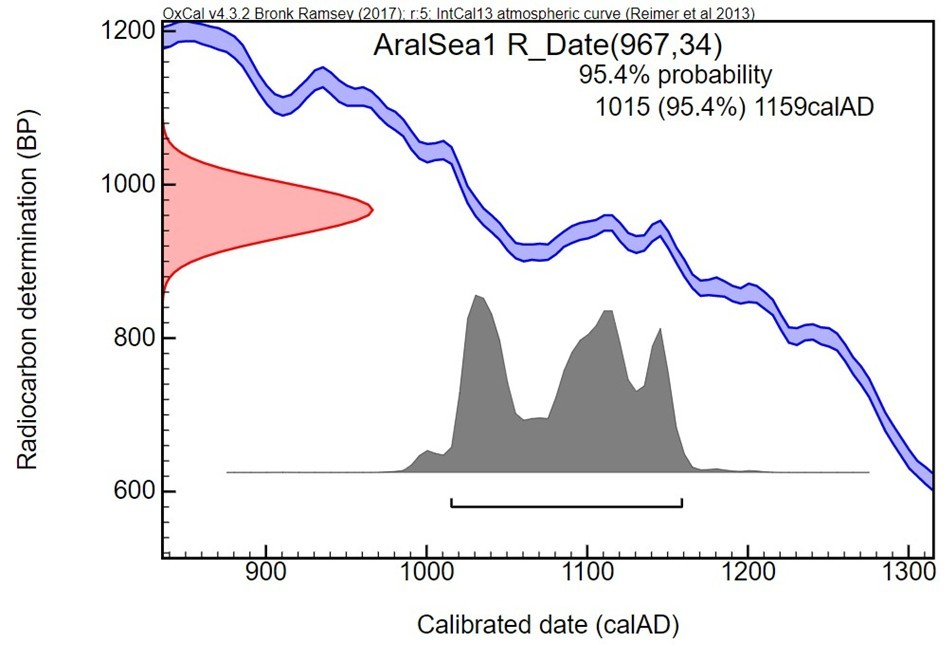 OxCal v4.3.2 Bronk Ramsey (2017); r:5; IntCal13 atmospheric curve (Reimer et al 2013)
AralSea1 R_Date(967,34)
95.4% probability
1015 (95.4%) 1159calAD
Radiocarbon determination (BP)
1200
1000
800
600
900 1000 1100 1200 1300
Calibrated date (calAD)